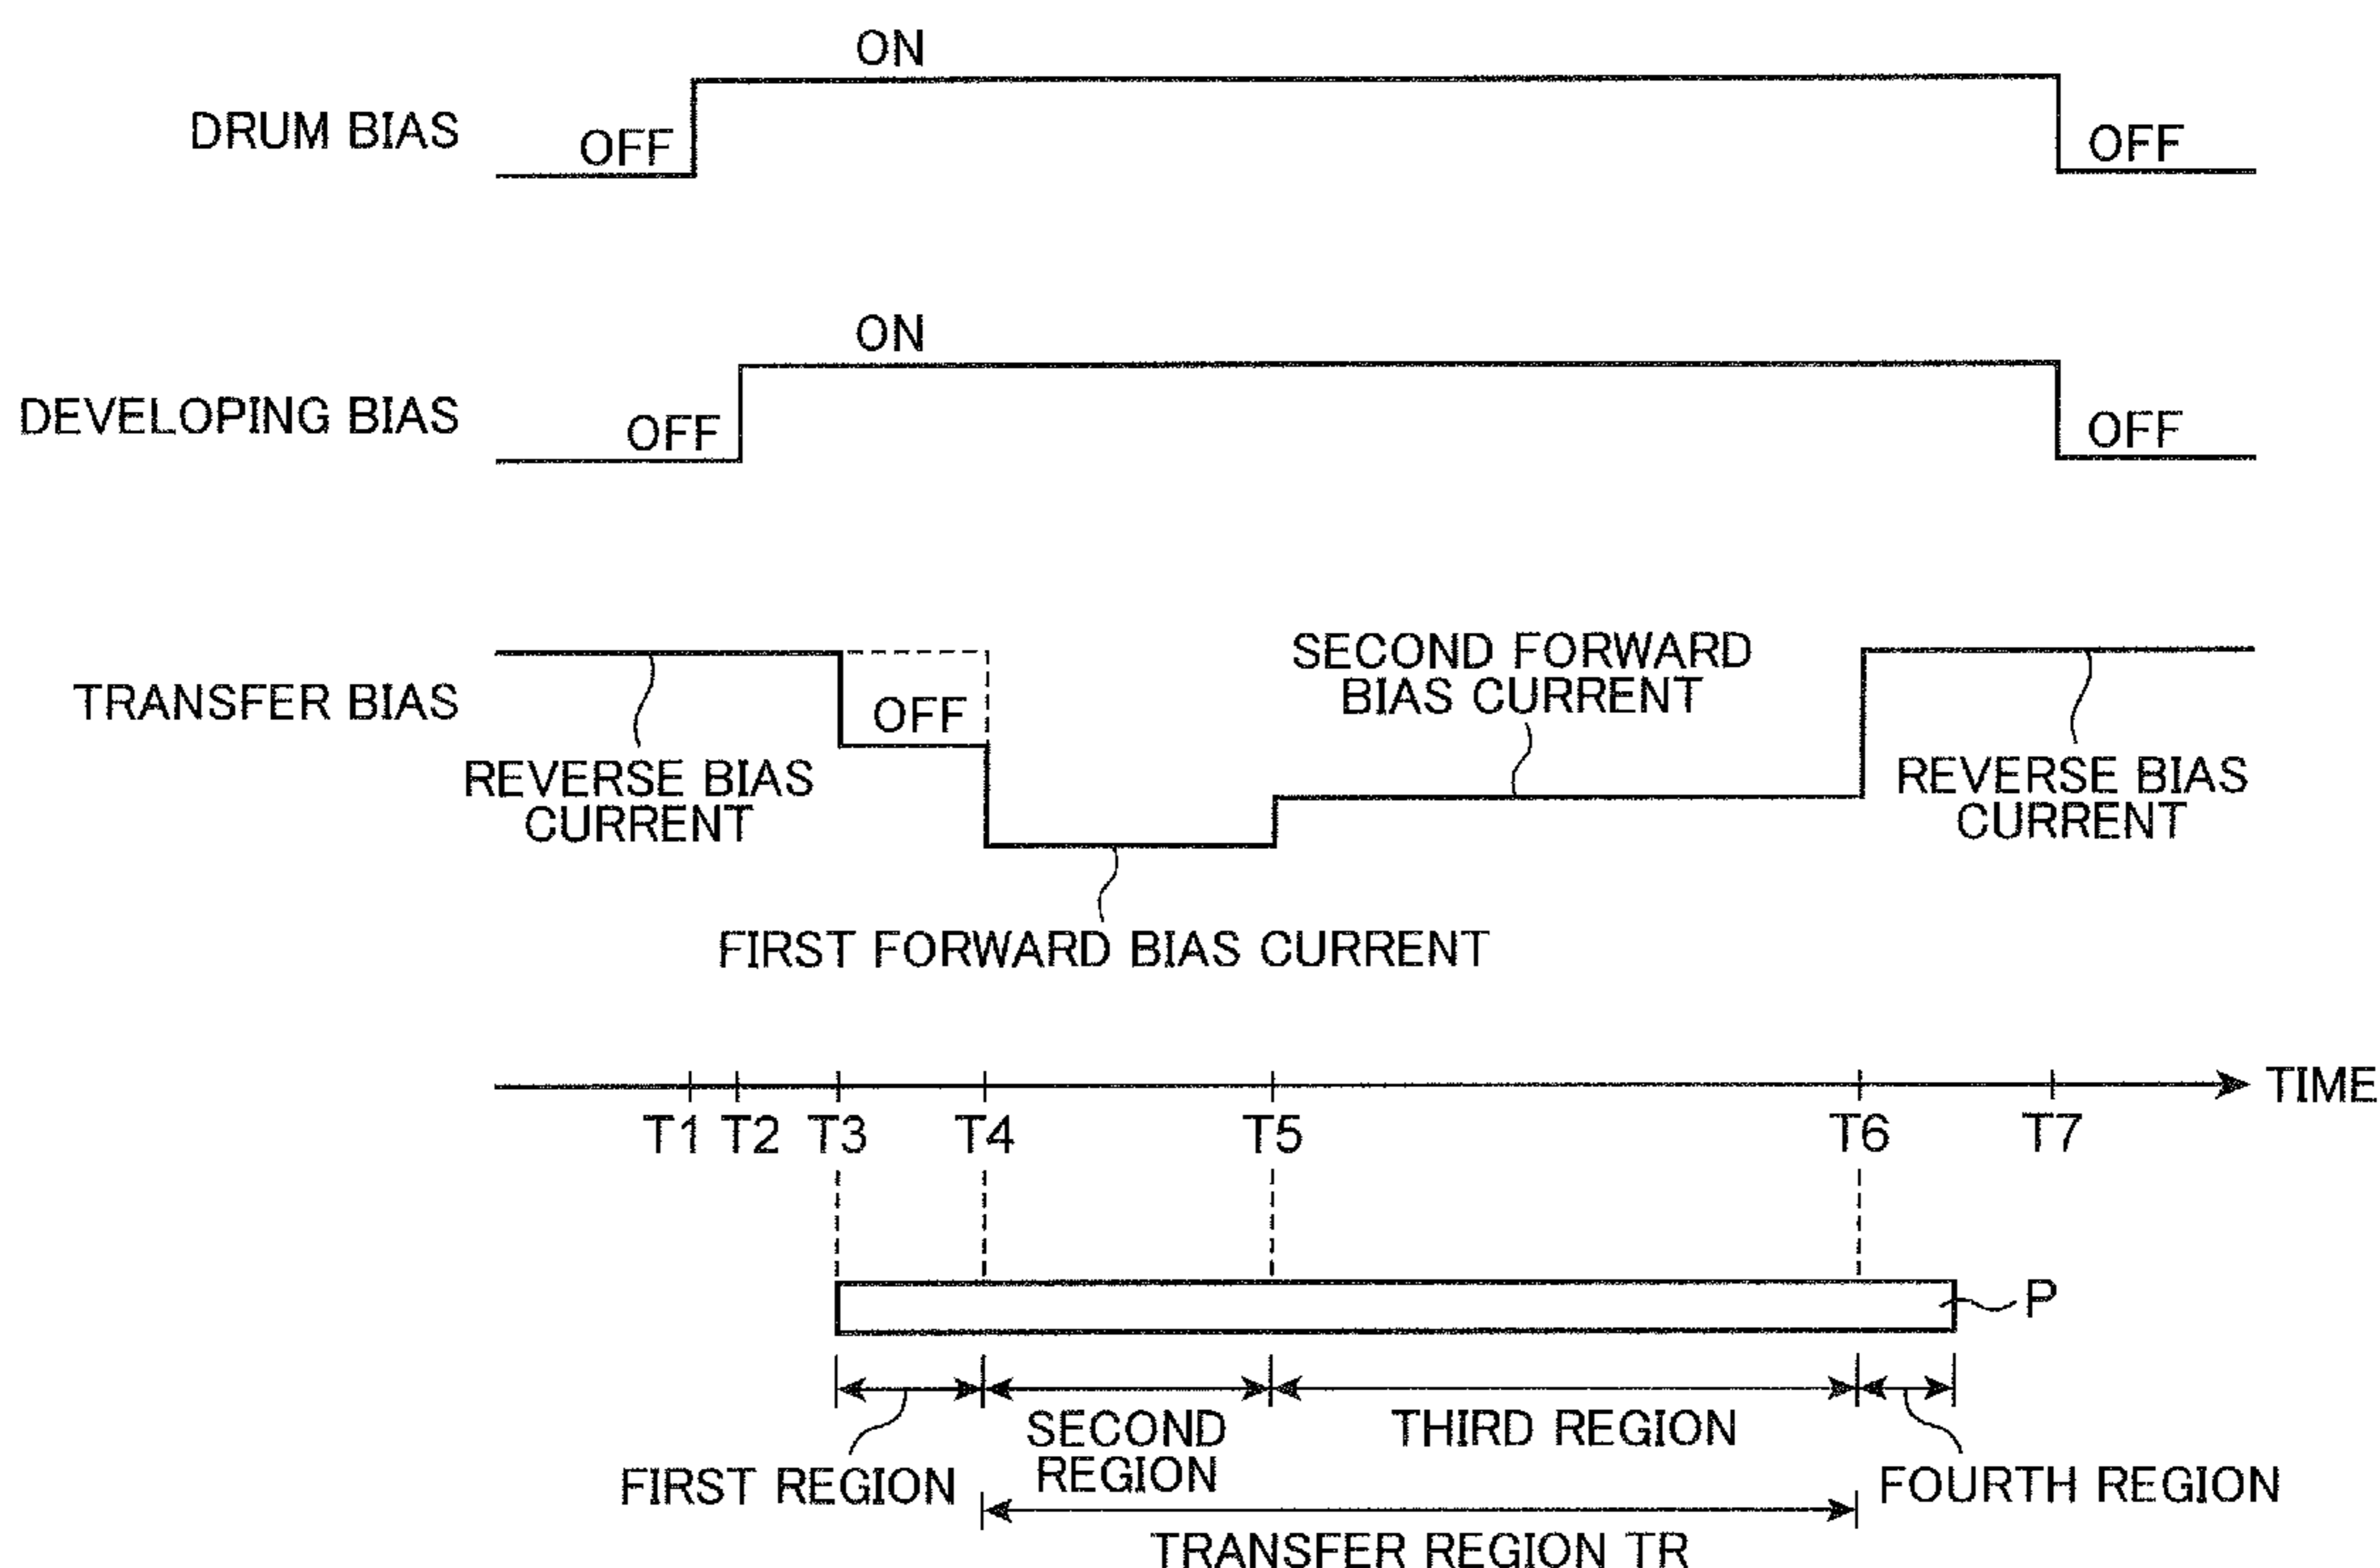 ON
DRUM BIAS
OFF
OFF
ON
DEVELOPING BIAS
OFF
OFF
TRANSFER BIAS
OFF
SECOND FORWARD
BIAS CURRENT
REVERSE BIAS
CURRENT
REVERSE BIAS
CURRENT
FIRST FORWARD BIAS CURRENT
TIME
T1 T2 T3 T4 T5 T6 T7
P
FIRST REGION
SECOND
REGION
THIRD REGION
FOURTH REGION
TRANSFER REGION TR